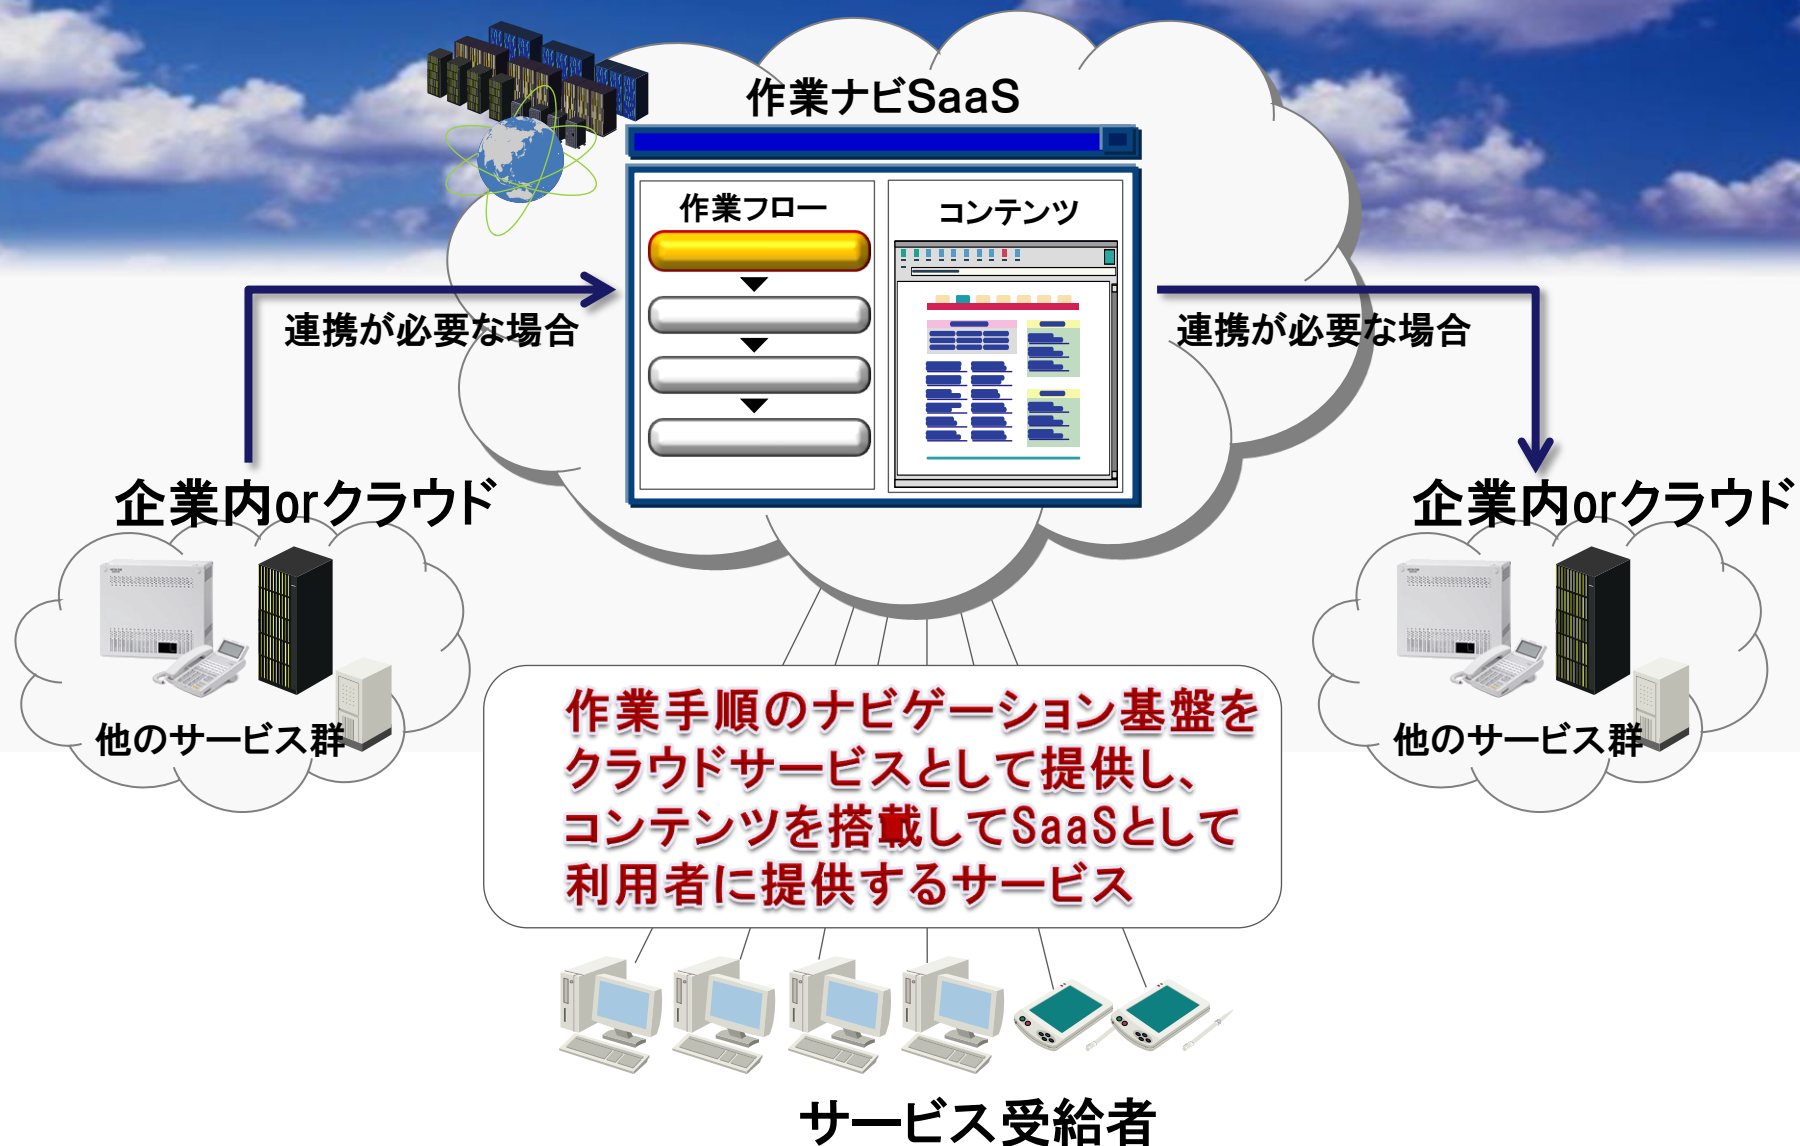 作業ナビSaaS
作業フロー
コンテンツ
連携が必要な場合
連携が必要な場合
企業内orクラウド
企業内orクラウド
他のサービス群
他のサービス群
作業手順のナビゲーション基盤を
クラウドサービスとして提供し、
コンテンツを搭載してSaaSとして
利用者に提供するサービス
サービス受給者